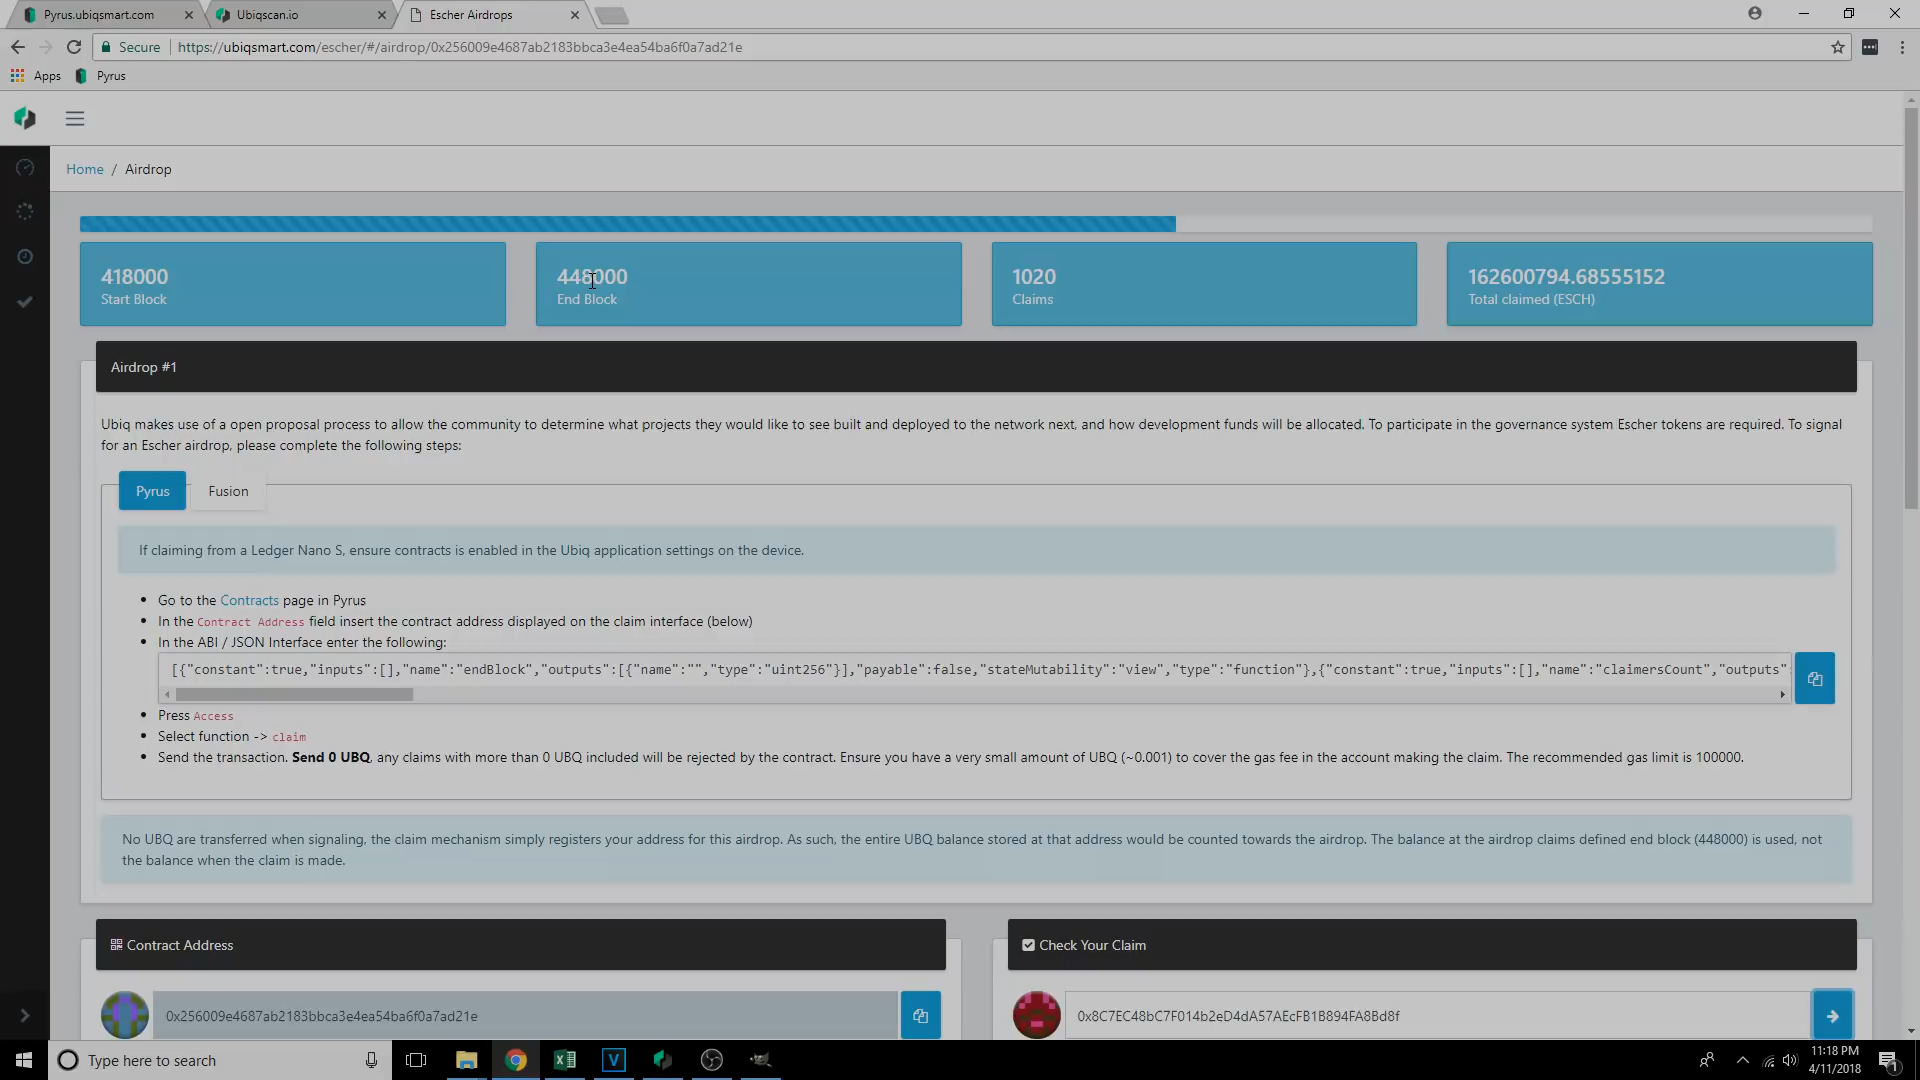 Pyrus.ubiqsmart.com
Ubiqscan.io
Escher Airdrops
Secure
https://ubiqsmart.com/escher/#/airdrop/0x256009e4687ab2183bbca3e4ea54ba6f0a7ad21e
Apps
Pyrus
Home / Airdrop
418000
Start Block
448000
End Block
1020
Claims
162600794.68555152
Total claimed (ESCH)
Airdrop #1
Ubiq makes use of a open proposal process to allow the community to determine what projects they would like to see built and deployed to the network next, and how development funds will be allocated. To participate in the governance system Escher tokens are required. To signal
for an Escher airdrop, please complete the following steps:
Pyrus
Fusion
If claiming from a Ledger Nano S, ensure contracts is enabled in the Ubiq application settings on the device.
Go to the Contracts page in Pyrus
In the Contract Address field insert the contract address displayed on the claim interface (below)
In the ABI / JSON Interface enter the following:
[{"constant":true,"inputs":[],"name":"endBlock","outputs":[{"name":"","type":"uint256"}],"payable":false,"stateMutability":"view","type":"function"},{"constant":true,"inputs":[],"name":"claimersCount","outputs":
Press Access
Select function -> claim
Send the transaction. Send 0 UBQ, any claims with more than 0 UBQ included will be rejected by the contract. Ensure you have a very small amount of UBQ (~0.001) to cover the gas fee in the account making the claim. The recommended gas limit is 100000.
No UBQ are transferred when signaling, the claim mechanism simply registers your address for this airdrop. As such, the entire UBQ balance stored at that address would be counted towards the airdrop. The balance at the airdrop claims defined end block (448000) is used, not
the balance when the claim is made.
Contract Address
Check Your Claim
0x256009e4687ab2183bbca3e4ea54ba6f0a7ad21e
0x8C7EC48bC7F014b2eD4dA57AEcFB1B894FA8Bd8f
Type here to search
11:18 PM
4/11/2018